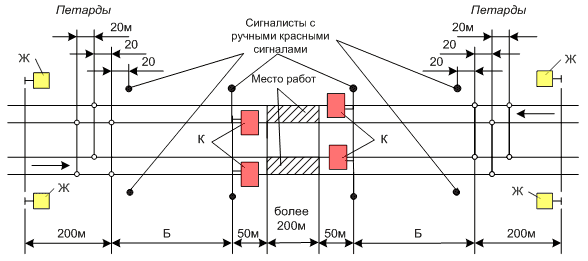 Петарды
Сигналисты с
ручными красными
сигналами
Петарды
20м
20
20
20м
20
20
Место работ
Ж
Ж
К
К
Ж
Ж
200м
Б
50м
более
200м
50м
Б
200м